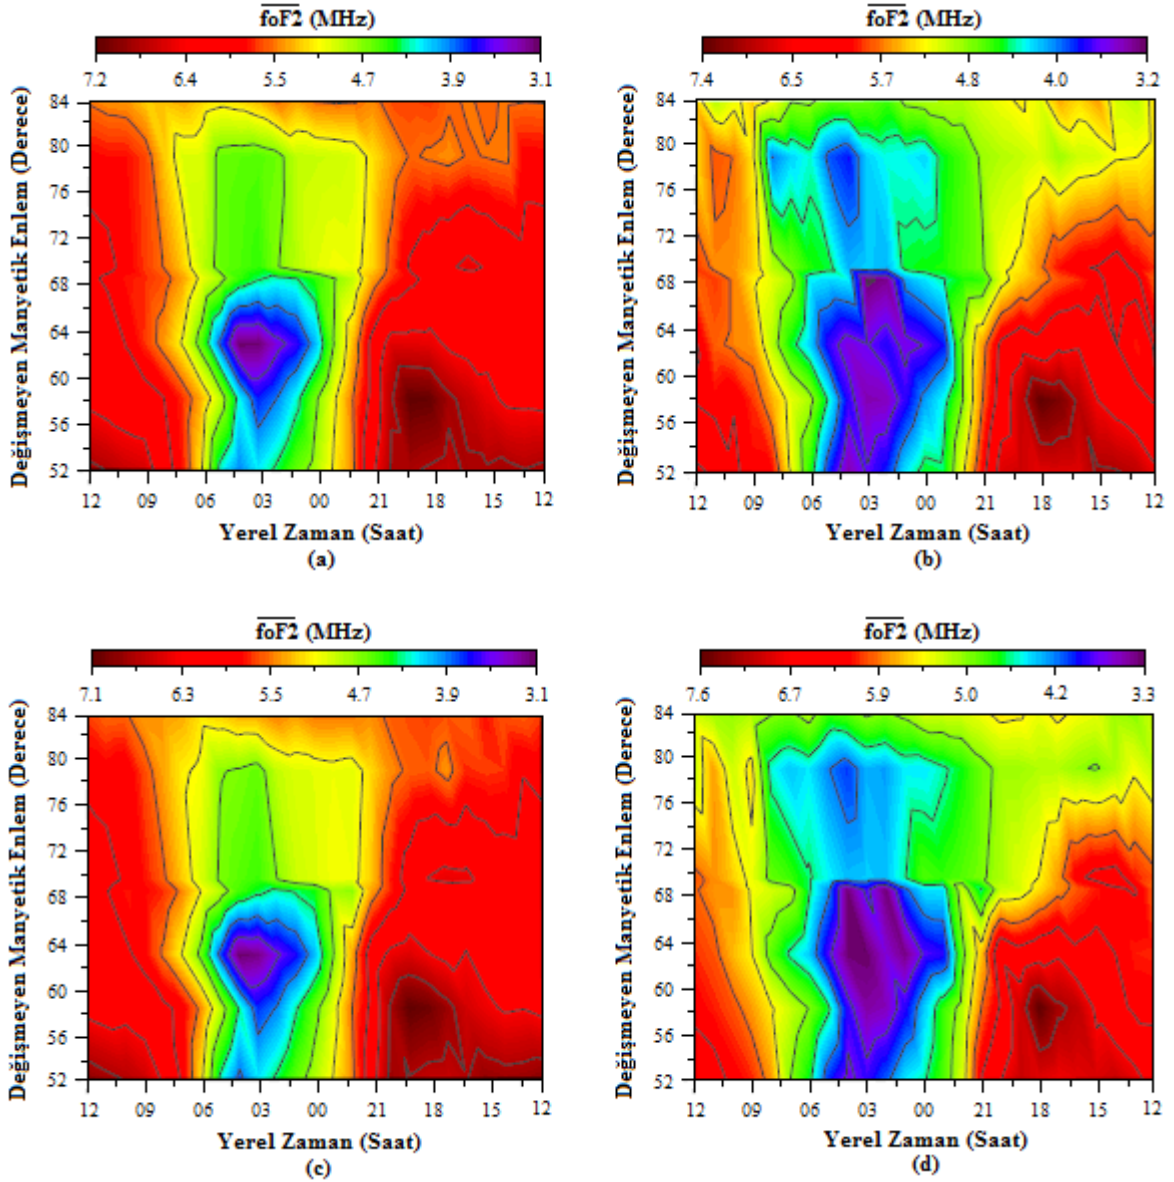 foF2 (MHz)
7.2 6.4 5.5 4.7 3.9 3.1
Değişmeyen Manyetik Enlem (Derece)
84
80
76
72
68
64
60
56
52
12 09 06 03 00 21 18 15 12
Yerel Zaman (Saat)
(a)
foF2 (MHz)
7.4 6.5 5.7 4.8 4.0 3.2
Değişmeyen Manyetik Enlem (Derece)
84
80
76
72
68
64
60
56
52
12 09 06 03 00 21 18 15 12
Yerel Zaman (Saat)
(b)
foF2 (MHz)
7.1 6.3 5.5 4.7 3.9 3.1
Değişmeyen Manyetik Enlem (Derece)
84
80
76
72
68
64
60
56
52
12 09 06 03 00 21 18 15 12
Yerel Zaman (Saat)
(c)
foF2 (MHz)
7.6 6.7 5.9 5.0 4.2 3.3
Değişmeyen Manyetik Enlem (Derece)
84
80
76
72
68
64
60
56
52
12 09 06 03 00 21 18 15 12
Yerel Zaman (Saat)
(d)